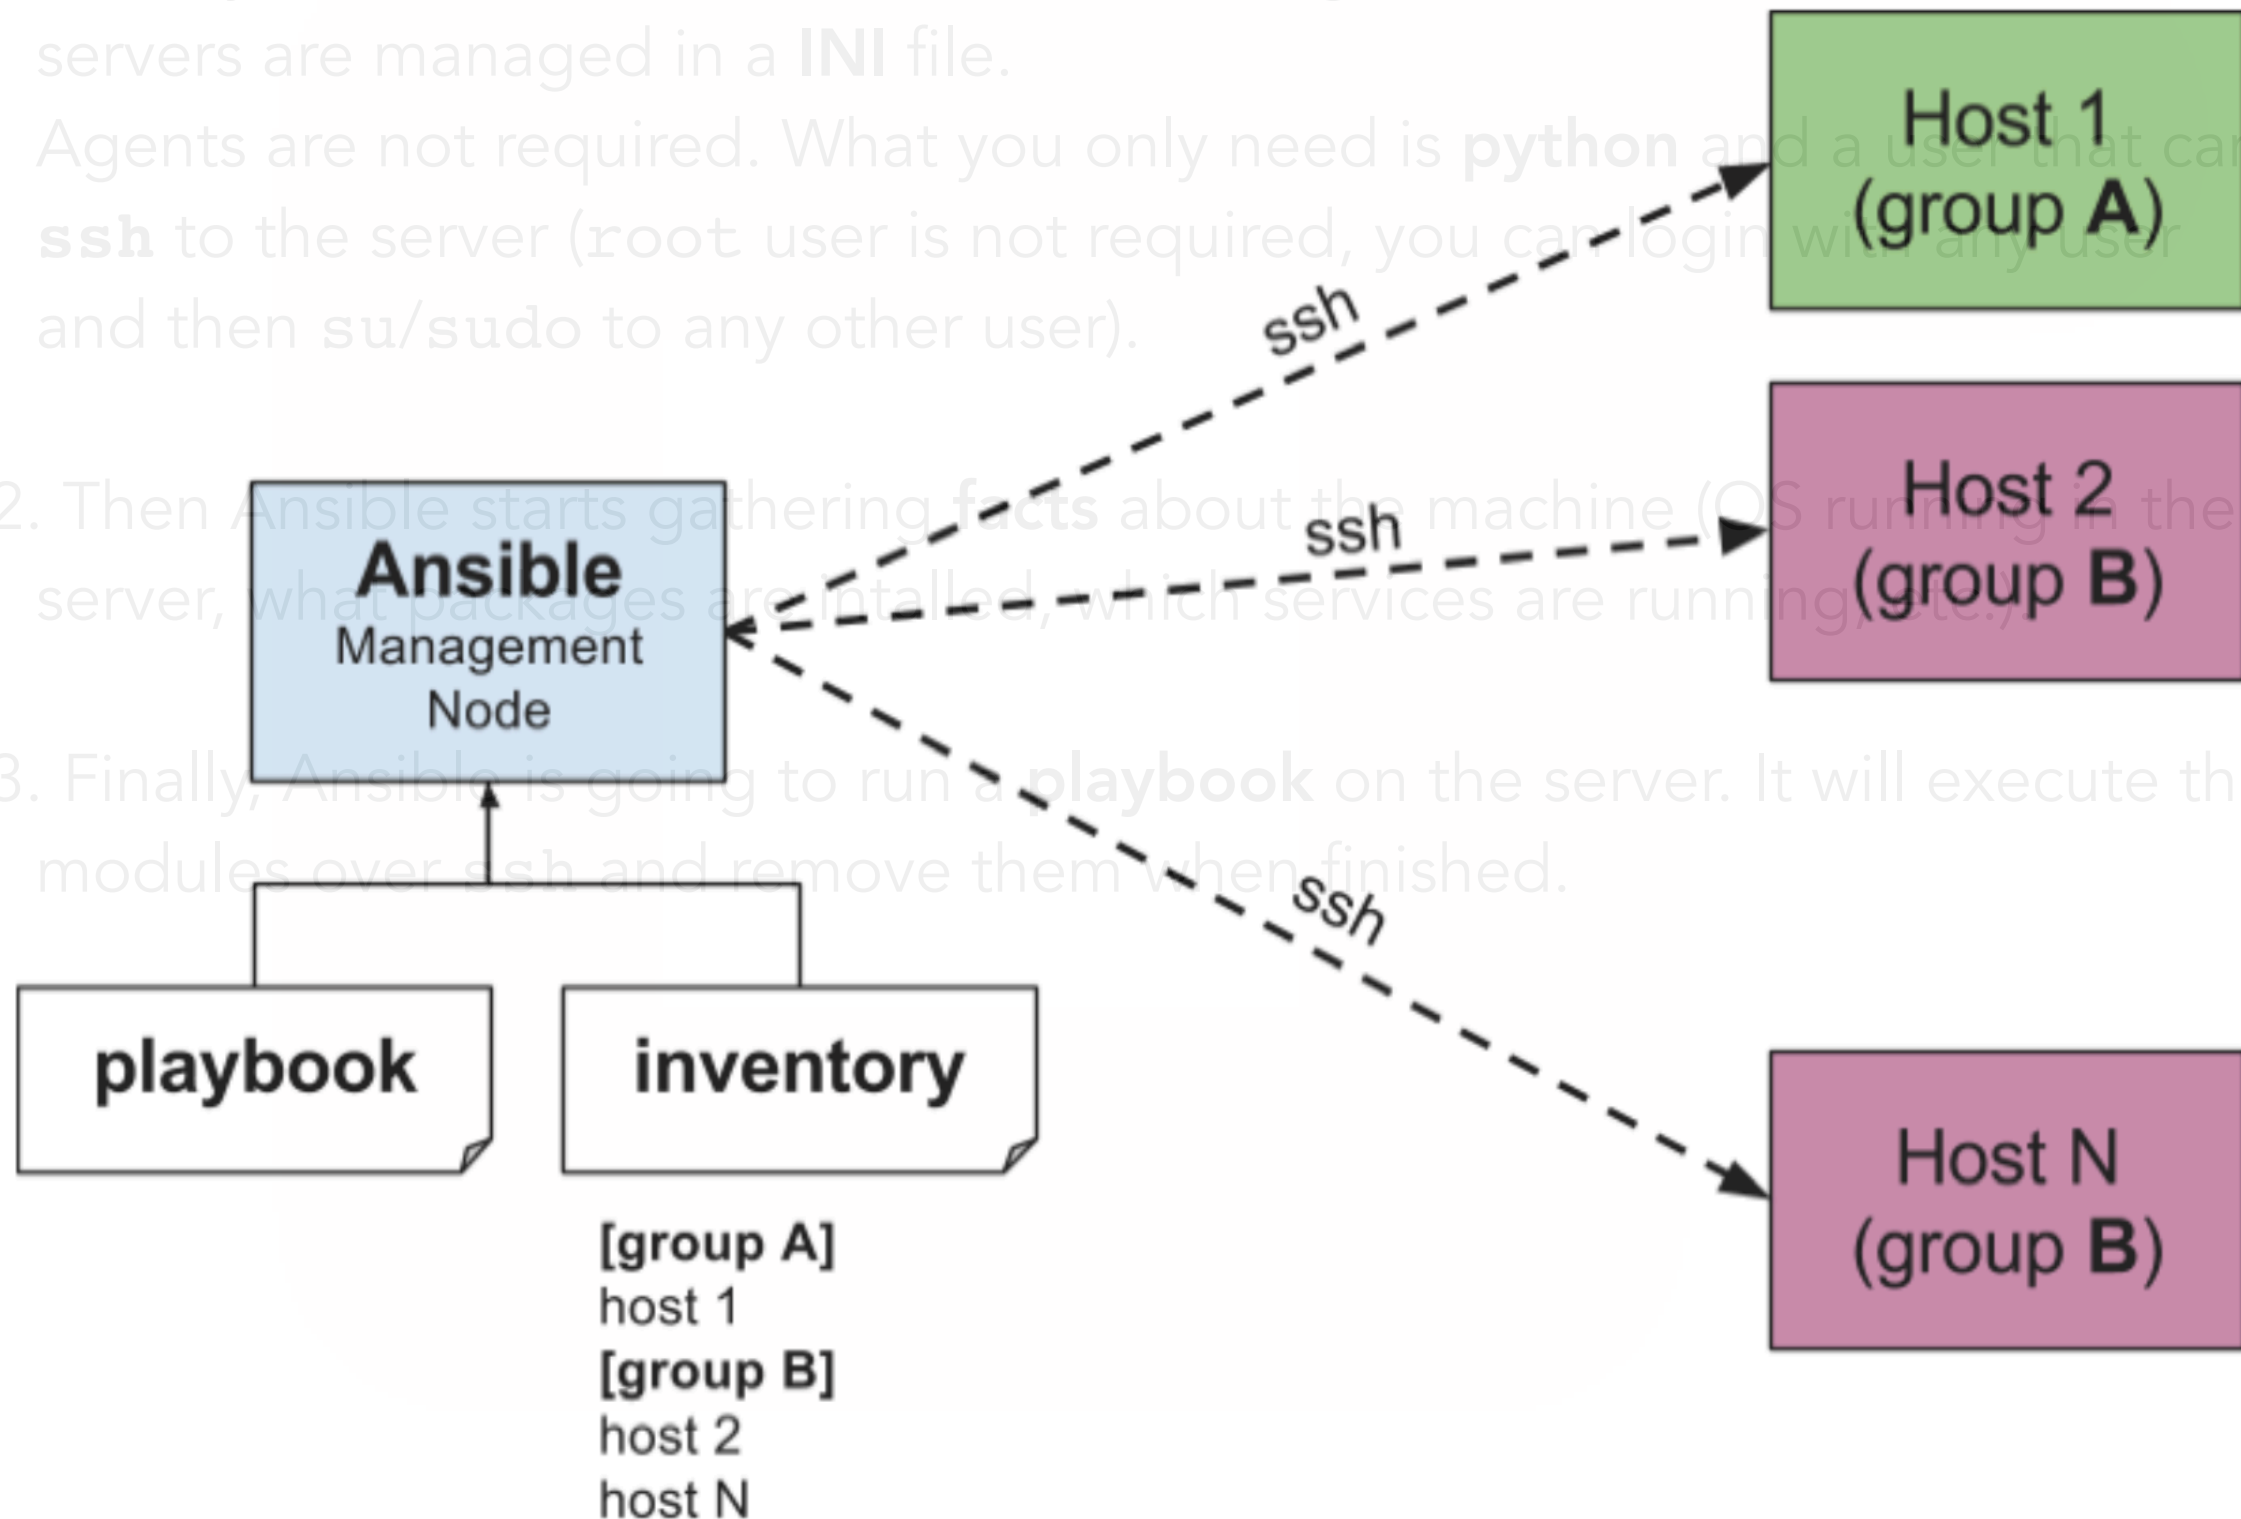 servers are managed in a INI file.
Agents are not required. What you only need is python and a user that can
ssh to the server (root user is not required, you can login with any user
and then su/sudo to any other user).
2. Then Ansible starts gathering facts about the machine (OS running in the
server, what packages are intalled, which services are running, etc.).
3. Finally, Ansible is going to run a playbook on the server. It will execute th
modules over ssh and remove them when finished.
Host 1
(group A)
ssh
Host 2
(group B)
ssh
Ansible
Management
Node
ssh
Host N
(group B)
playbook
inventory
[group A]
host 1
[group B]
host 2
host N